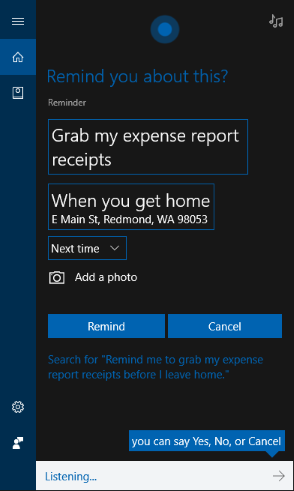 Remind you about this?
Reminder
Grab my expense report
receipts
When you get home
E Main St, Redmond, WA 98053
Next time
Add a photo
Remind
Cancel
Search for "Remind me to grab my expense
report receipts before I leave home."
you can say Yes, No, or Cancel
Listening...